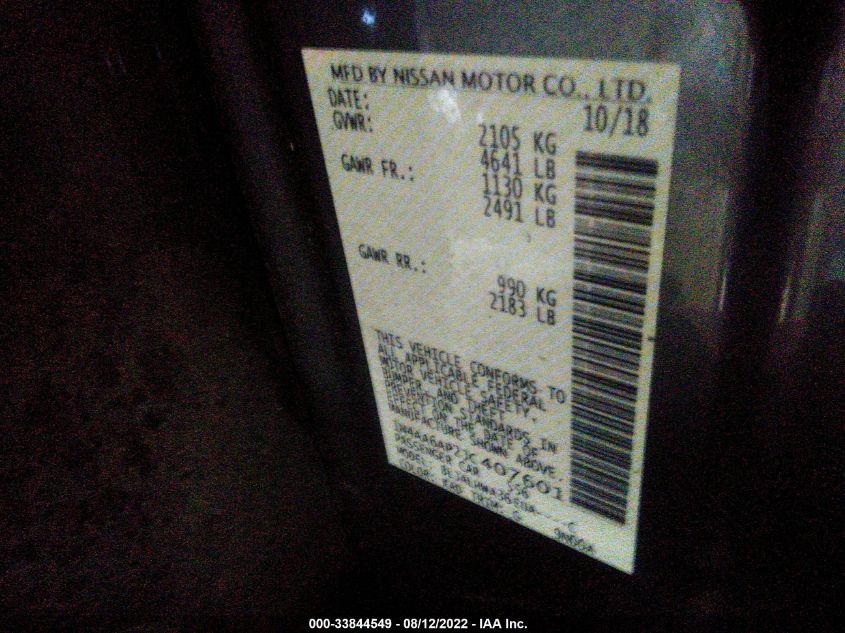 MFD BY NISSAN MOTOR CO., LTD.
DATE: 10/18
GVWR: 2105 KG
4641 LB
GAWR FR.: 1130 KG
2491 LB
GAWR RR.: 990 KG
2183 LB
THIS VEHICLE CONFORMS TO
ALL APPLICABLE FEDERAL
MOTOR VEHICLE SAFETY,
BUMPER, AND THEFT
PREVENTION STANDARDS IN
EFFECT ON THE DATE OF
MANUFACTURE SHOWN ABOVE.
PASSENGER CAR
MODEL:
COLOR: TRIM: G
000-33844549 - 08/12/2022 - IAA Inc.